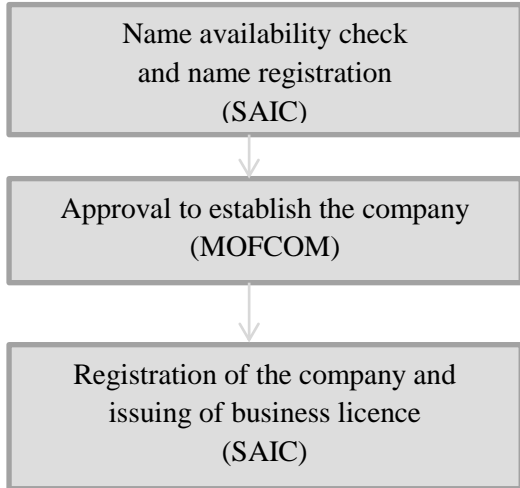 Name availability check
and name registration
(SAIC)
Approval to establish the company
(MOFCOM)
Registration of the company and
issuing of business licence
(SAIC)